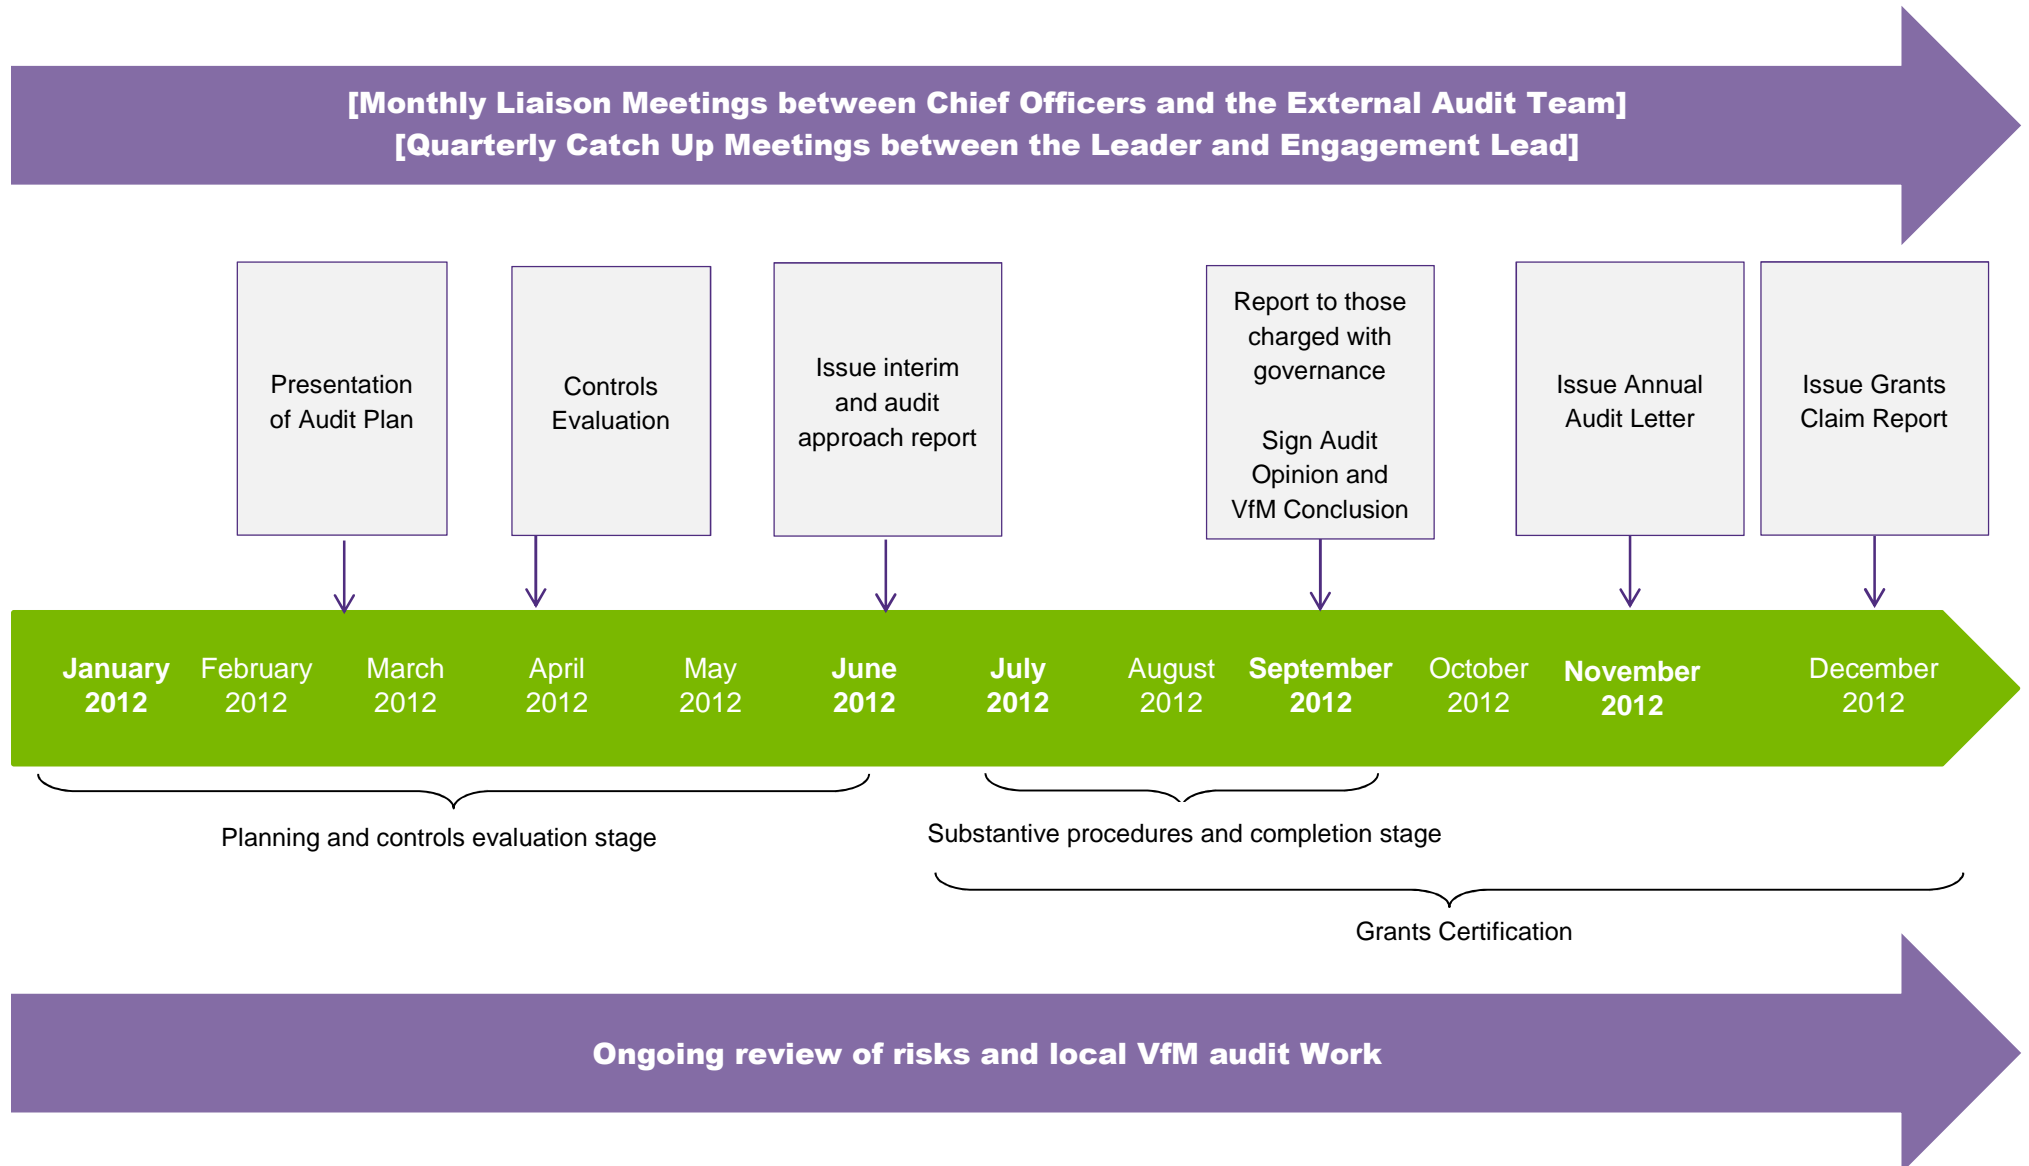 [Monthly Liaison Meetings between Chief Officers and the External Audit Team]
[Quarterly Catch Up Meetings between the Leader and Engagement Lead]
Presentation
of Audit Plan
Controls
Evaluation
Issue interim
and audit
approach report
Report to those
charged with
governance
Sign Audit
Opinion and
VfM Conclusion
Issue Annual
Audit Letter
Issue Grants
Claim Report
January
2012
February
2012
March
2012
April
2012
May
2012
June
2012
July
2012
August
2012
September
2012
October
2012
November
2012
December
2012
Planning and controls evaluation stage
Substantive procedures and completion stage
Grants Certification
Ongoing review of risks and local VfM audit Work